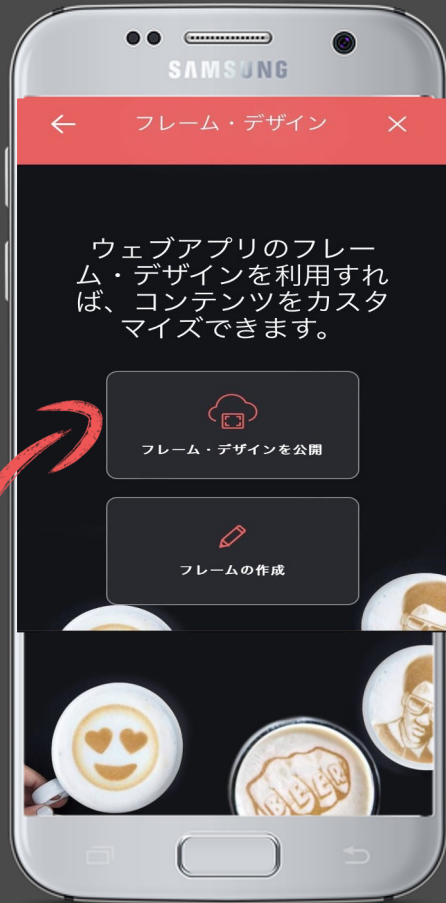 SAMSUNG
フレーム・デザイン
ウェブアプリのフレー
ム・デザインを利用すれ
ば、コンテンツをカスタ
マイズできます。
フレーム・デザインを公開
フレームの作成
BEER